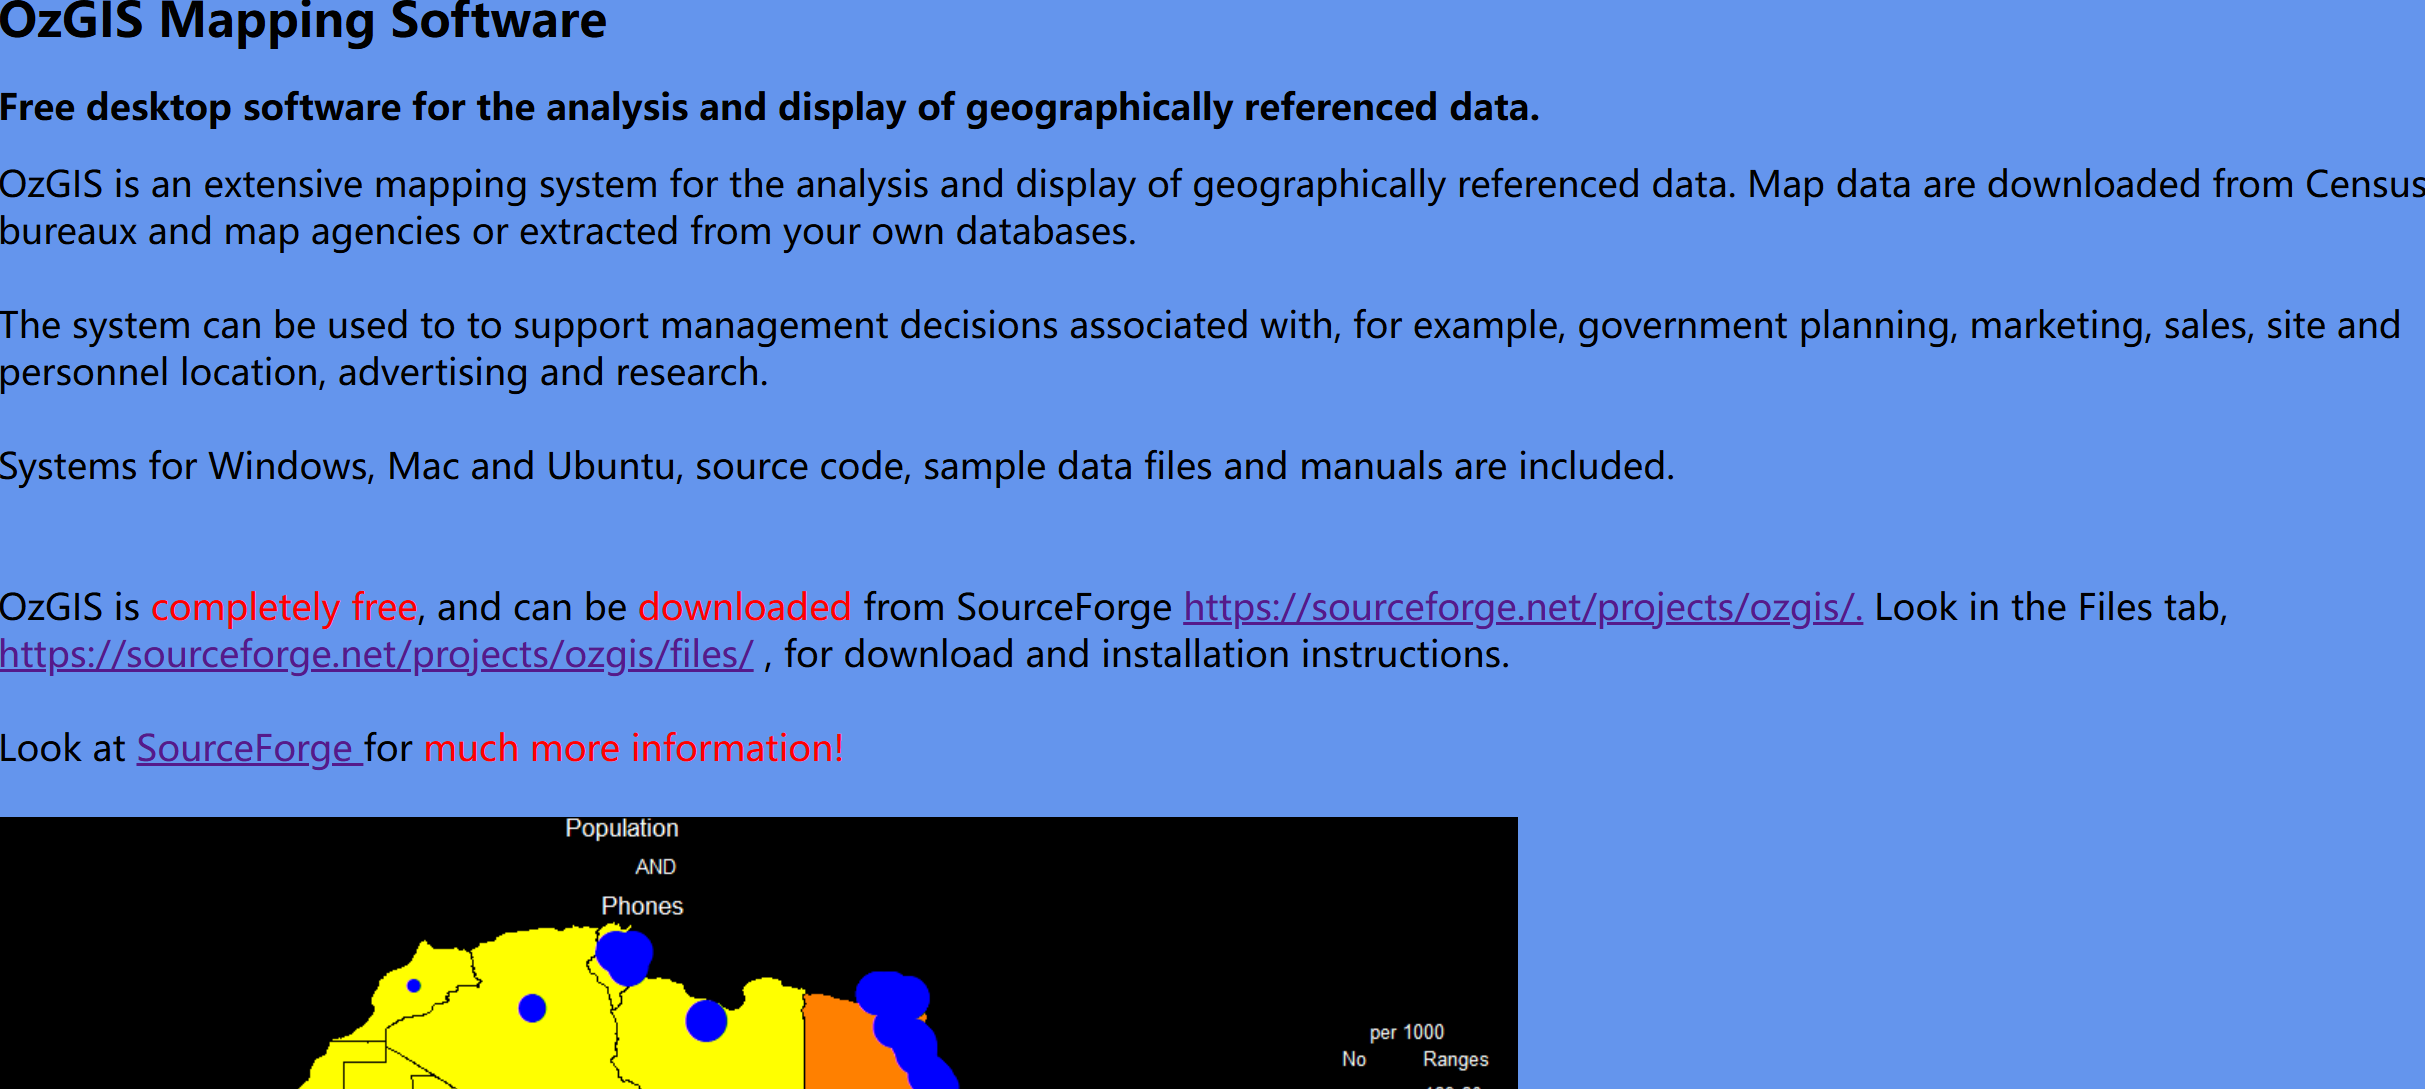 OzGIS Mapping Software
Free desktop software for the analysis and display of geographically referenced data.
OzGIS is an extensive mapping system for the analysis and display of geographically referenced data. Map data are downloaded from Census
bureaux and map agencies or extracted from your own databases.
The system can be used to to support management decisions associated with, for example, government planning, marketing, sales, site and
personnel location, advertising and research.
Systems for Windows, Mac and Ubuntu, source code, sample data files and manuals are included.
OzGIS is completely free, and can be downloaded from SourceForge https://sourceforge.net/projects/ozgis/. Look in the Files tab,
https://sourceforge.net/projects/ozgis/files/ , for download and installation instructions.
Look at SourceForge for much more information!
Population
AND
Phones
per 1000
No Ranges